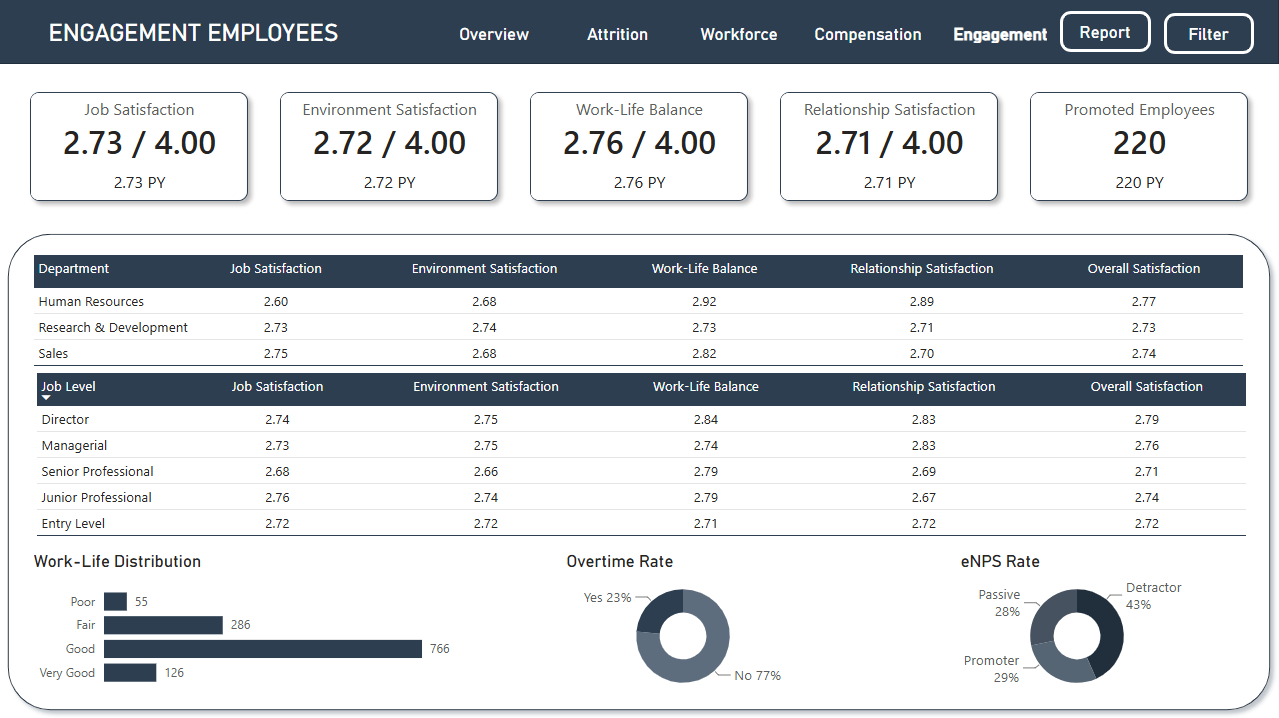 ENGAGEMENT EMPLOYEES
Overview Attrition Workforce Compensation Engagement Report Filter
Job Satisfaction
2.73 / 4.00
2.73 PY
Environment Satisfaction
2.72 / 4.00
2.72 PY
Work-Life Balance
2.76 / 4.00
2.76 PY
Relationship Satisfaction
2.71 / 4.00
2.71 PY
Promoted Employees
220
220 PY
Department Job Satisfaction Environment Satisfaction Work-Life Balance Relationship Satisfaction Overall Satisfaction
Human Resources 2.60 2.68 2.92 2.89 2.77
Research & Development 2.73 2.74 2.73 2.71 2.73
Sales 2.75 2.68 2.82 2.70 2.74
Job Level Job Satisfaction Environment Satisfaction Work-Life Balance Relationship Satisfaction Overall Satisfaction
Director 2.74 2.75 2.84 2.83 2.79
Managerial 2.73 2.75 2.74 2.83 2.76
Senior Professional 2.68 2.66 2.79 2.69 2.71
Junior Professional 2.76 2.74 2.79 2.67 2.74
Entry Level 2.72 2.72 2.71 2.72 2.72
Work-Life Distribution
Poor 55
Fair 286
Good 766
Very Good 126
Overtime Rate
Yes 23%
No 77%
eNPS Rate
Passive
28%
Detractor
43%
Promoter
29%